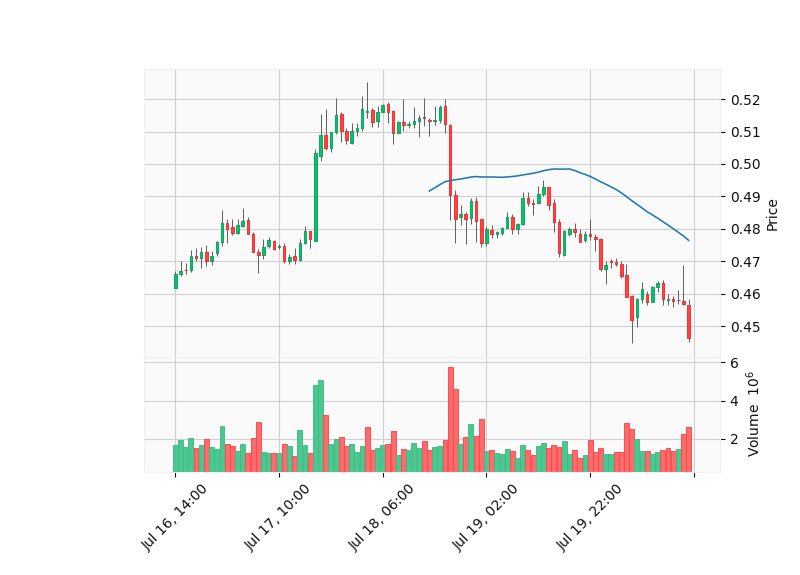 0.52
0.51
0.50
0.49
0.48
0.47
0.46
0.45
Price
6
4
2
Volume 10^6
Jul 16, 14:00
Jul 17, 10:00
Jul 18, 06:00
Jul 19, 02:00
Jul 19, 22:00